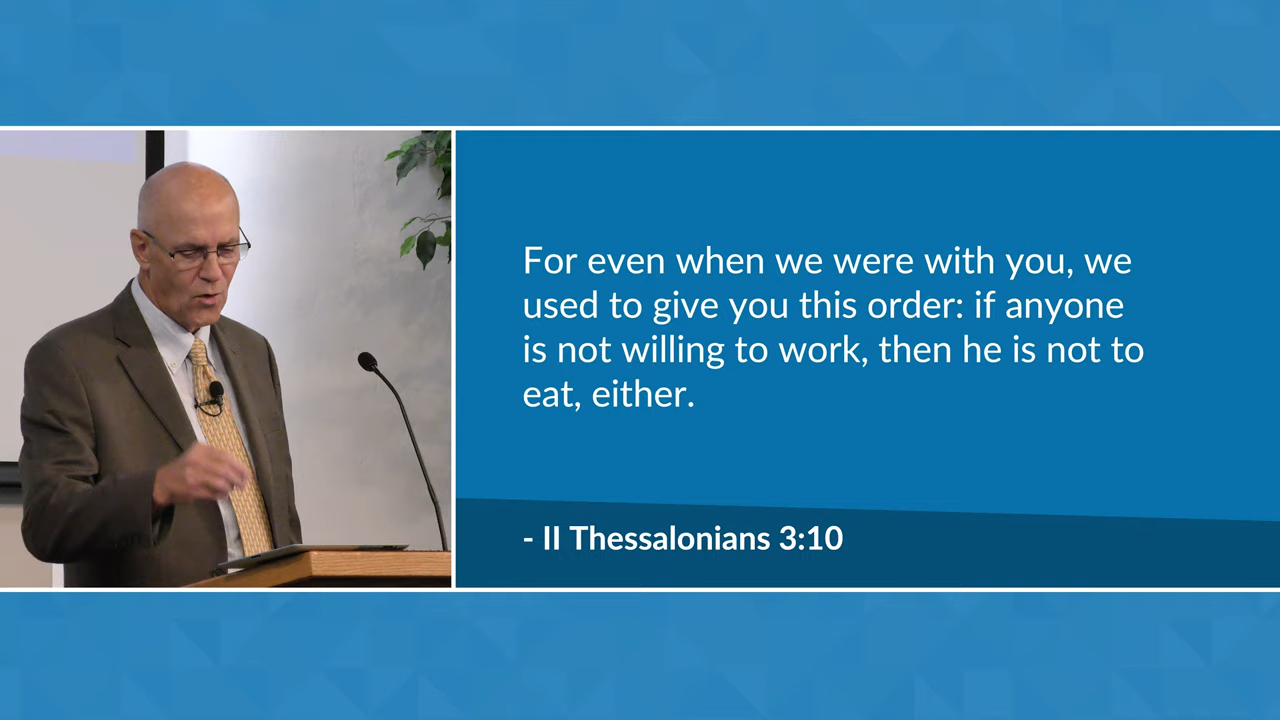 For even when we were with you, we
used to give you this order: if anyone
is not willing to work, then he is not to
eat, either.
- II Thessalonians 3:10